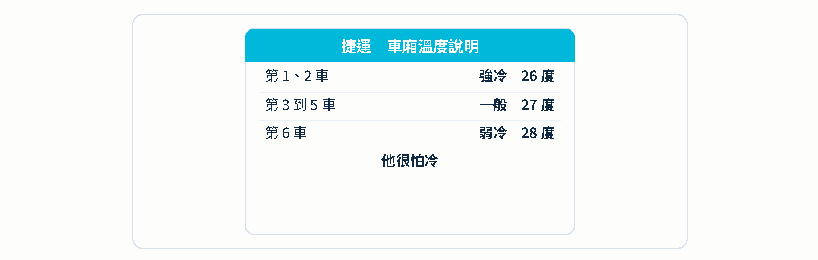 捷運　車廂溫度說明
第 1、2 車　強冷　26 度
第 3 到 5 車　一般　27 度
第 6 車　弱冷　28 度
他很怕冷